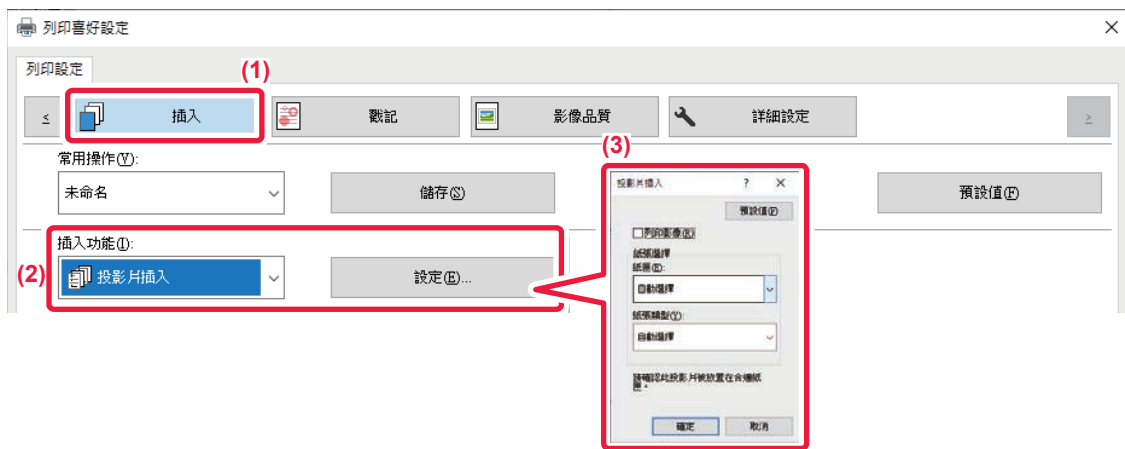 列印喜好設定
列印設定
(1)
插入
戳記
影像品質
詳細設定
常用操作(V):
未命名
儲存(S)
預設值(F)
(2)
插入功能(I):
投影片插入
設定(E)...
(3)
投影片插入
預設值(F)
列印影像(R)
紙張選擇
紙匣(D):
自動選擇
紙張類型(Y):
自動選擇
請確認此投影片被放置在合適紙
匣。
確定
取消